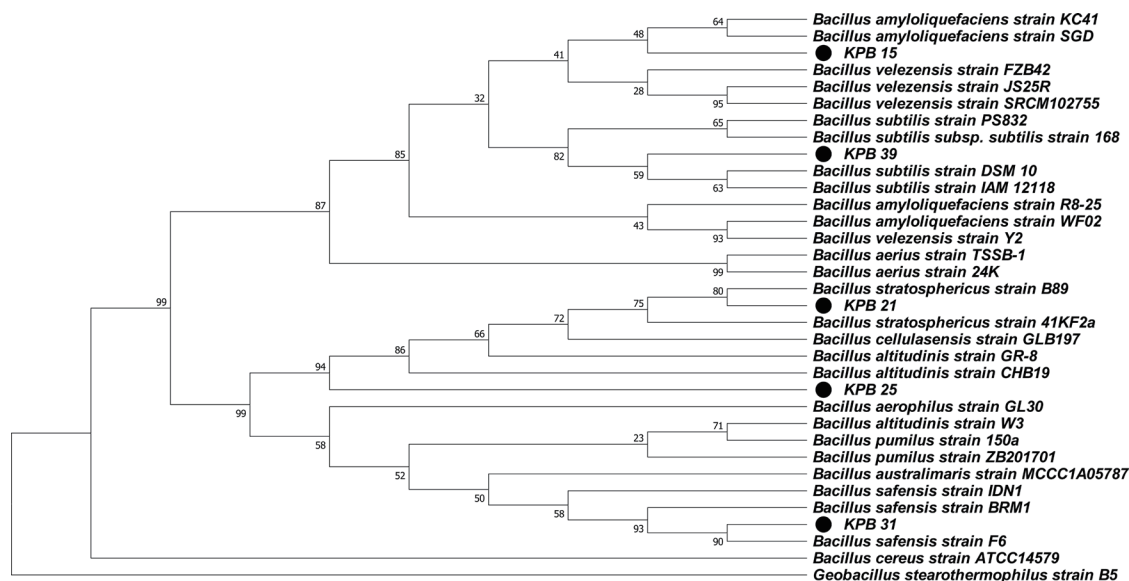 64
Bacillus amyloliquefaciens strain KC41
48
Bacillus amyloliquefaciens strain SGD
41
KPB 15
Bacillus velezensis strain FZB42
28
Bacillus velezensis strain JS25R
95
Bacillus velezensis strain SRCM102755
32
65
Bacillus subtilis strain PS832
Bacillus subtilis subsp. subtilis strain 168
82
KPB 39
59
Bacillus subtilis strain DSM 10
63
Bacillus subtilis strain IAM 12118
85
Bacillus amyloliquefaciens strain R8-25
87
43
Bacillus amyloliquefaciens strain WF02
93
Bacillus velezensis strain Y2
Bacillus aerius strain TSSB-1
99
Bacillus aerius strain 24K
99
80
Bacillus stratosphericus strain B89
75
KPB 21
72
Bacillus stratosphericus strain 41KF2a
66
Bacillus cellulasensis strain GLB197
86
Bacillus altitudinis strain GR-8
94
Bacillus altitudinis strain CHB19
KPB 25
99
Bacillus aerophilus strain GL30
58
71
Bacillus altitudinis strain W3
23
Bacillus pumilus strain 150a
Bacillus pumilus strain ZB201701
52
Bacillus australimaris strain MCCC1A05787
50
Bacillus safensis strain IDN1
58
Bacillus safensis strain BRM1
93
KPB 31
90
Bacillus safensis strain F6
Bacillus cereus strain ATCC14579
Geobacillus stearothermophilus strain B5